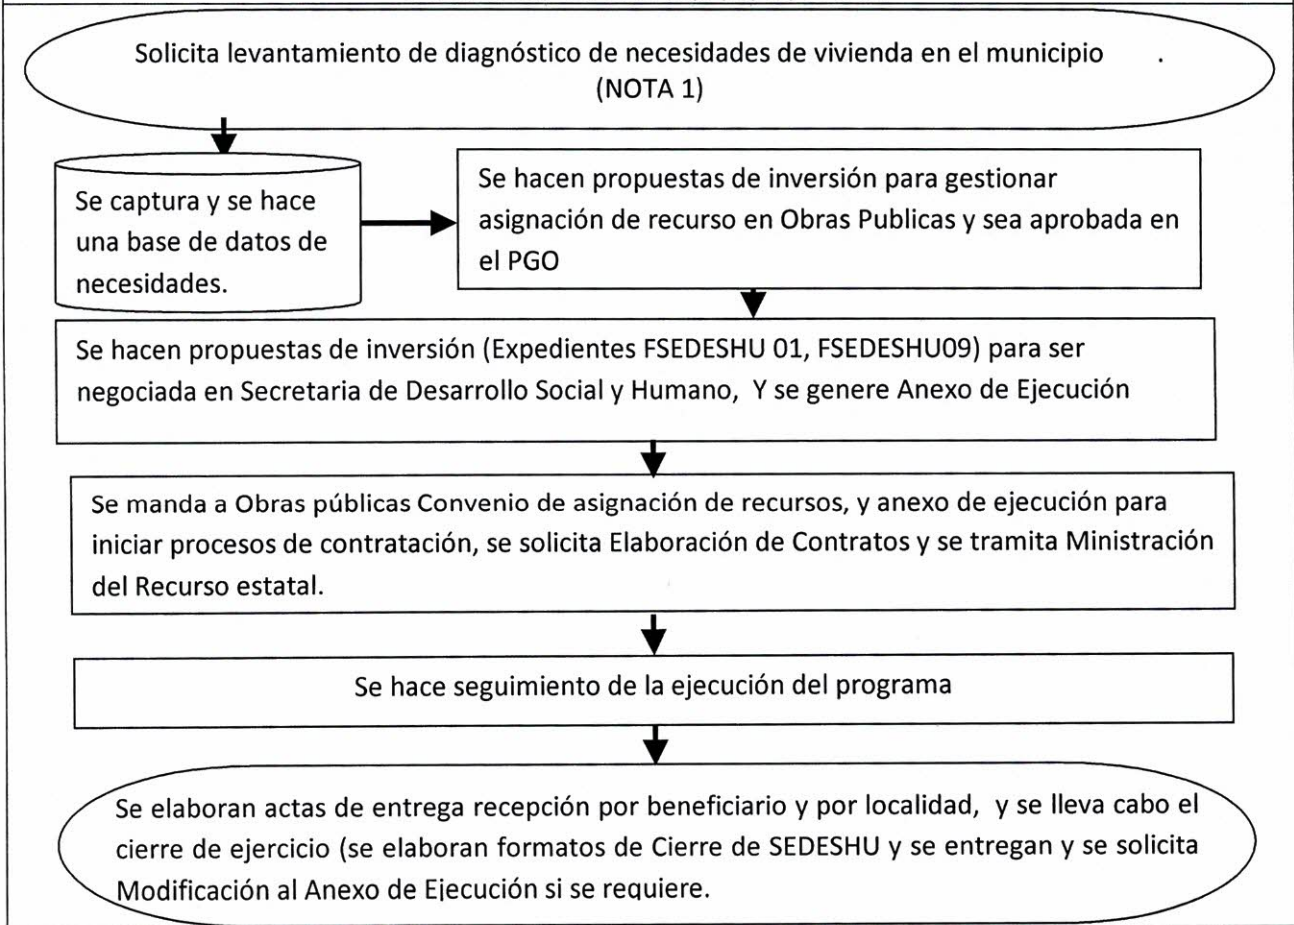 Solicita levantamiento de diagnóstico de necesidades de vivienda en el municipio .
(NOTA 1)
Se captura y se hace
una base de datos de
necesidades.
Se hacen propuestas de inversión para gestionar
asignación de recurso en Obras Publicas y sea aprobada en
el PGO
Se hacen propuestas de inversión (Expedientes FSEDESHU 01, FSEDESHU09) para ser
negociada en Secretaria de Desarrollo Social y Humano, Y se genere Anexo de Ejecución
Se manda a Obras públicas Convenio de asignación de recursos, y anexo de ejecución para
iniciar procesos de contratación, se solicita Elaboración de Contratos y se tramita Ministración
del Recurso estatal.
Se hace seguimiento de la ejecución del programa
Se elaboran actas de entrega recepción por beneficiario y por localidad, y se lleva cabo el
cierre de ejercicio (se elaboran formatos de Cierre de SEDESHU y se entregan y se solicita
Modificación al Anexo de Ejecución si se requiere.